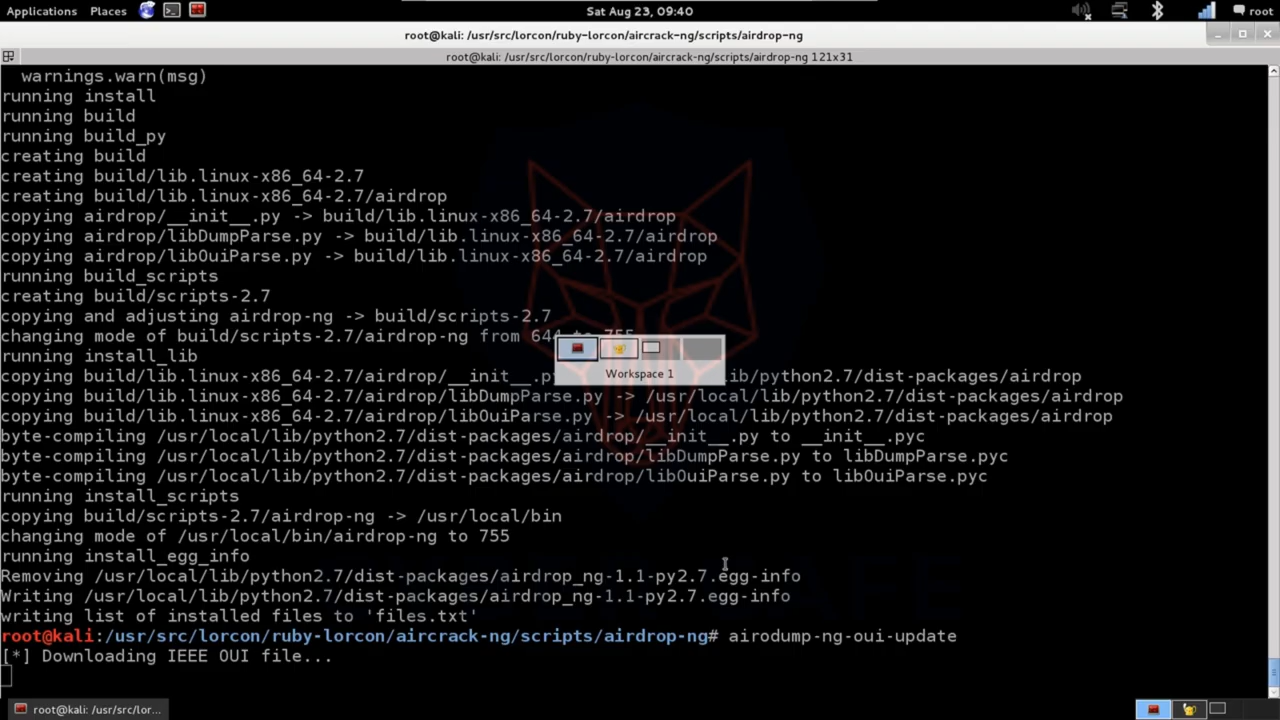 Applications Places Sat Aug 23, 09:40 root
root@kali: /usr/src/lorcon/ruby-lorcon/aircrack-ng/scripts/airdrop-ng
root@kali: /usr/src/lorcon/ruby-lorcon/aircrack-ng/scripts/airdrop-ng 121x31
warnings.warn(msg)
running install
running build
running build_py
creating build
creating build/lib.linux-x86_64-2.7
creating build/lib.linux-x86_64-2.7/airdrop
copying airdrop/__init__.py -> build/lib.linux-x86_64-2.7/airdrop
copying airdrop/libDumpParse.py -> build/lib.linux-x86_64-2.7/airdrop
copying airdrop/libOuiParse.py -> build/lib.linux-x86_64-2.7/airdrop
running build_scripts
creating build/scripts-2.7
copying and adjusting airdrop-ng -> build/scripts-2.7
changing mode of build/scripts-2.7/airdrop-ng from 644 to 755
running install_lib
copying build/lib.linux-x86_64-2.7/airdrop/__init__.py ib/python2.7/dist-packages/airdrop
Workspace 1
copying build/lib.linux-x86_64-2.7/airdrop/libDumpParse.py -> /usr/local/lib/python2.7/dist-packages/airdrop
copying build/lib.linux-x86_64-2.7/airdrop/libOuiParse.py -> /usr/local/lib/python2.7/dist-packages/airdrop
byte-compiling /usr/local/lib/python2.7/dist-packages/airdrop/__init__.py to __init__.pyc
byte-compiling /usr/local/lib/python2.7/dist-packages/airdrop/libDumpParse.py to libDumpParse.pyc
byte-compiling /usr/local/lib/python2.7/dist-packages/airdrop/libOuiParse.py to libOuiParse.pyc
running install_scripts
copying build/scripts-2.7/airdrop-ng -> /usr/local/bin
changing mode of /usr/local/bin/airdrop-ng to 755
running install_egg_info
Removing /usr/local/lib/python2.7/dist-packages/airdrop_ng-1.1-py2.7.egg-info
Writing /usr/local/lib/python2.7/dist-packages/airdrop_ng-1.1-py2.7.egg-info
writing list of installed files to 'files.txt'
root@kali:/usr/src/lorcon/ruby-lorcon/aircrack-ng/scripts/airdrop-ng# airodump-ng-oui-update
[*] Downloading IEEE OUI file...
root@kali: /usr/src/lor...